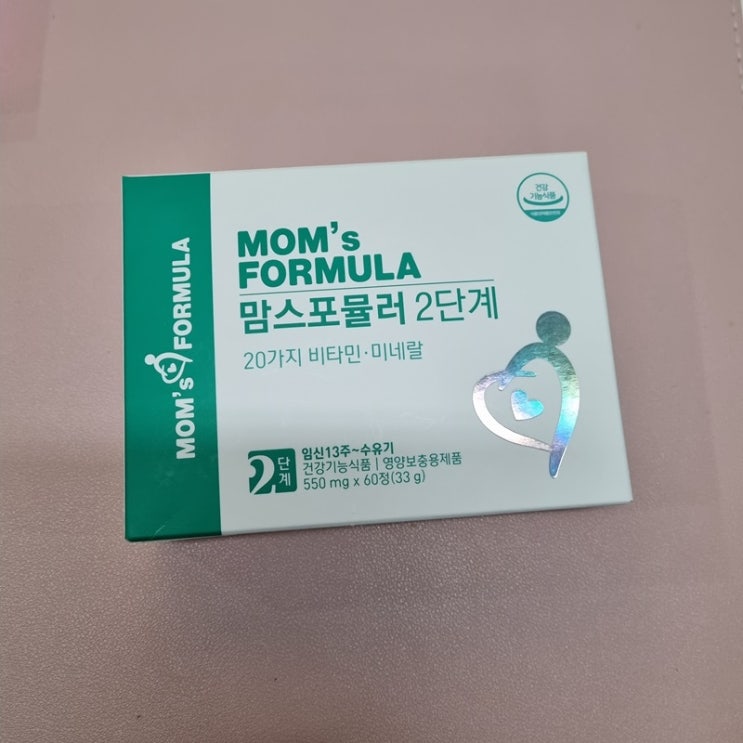 MOM's FORMULA
건강
기능식품
MOM's
FORMULA
맘스포뮬러 2단계
20가지 비타민·미네랄
2단계
임신13주~수유기
건강기능식품 | 영양보충용제품
550 mg x 60정(33 g)